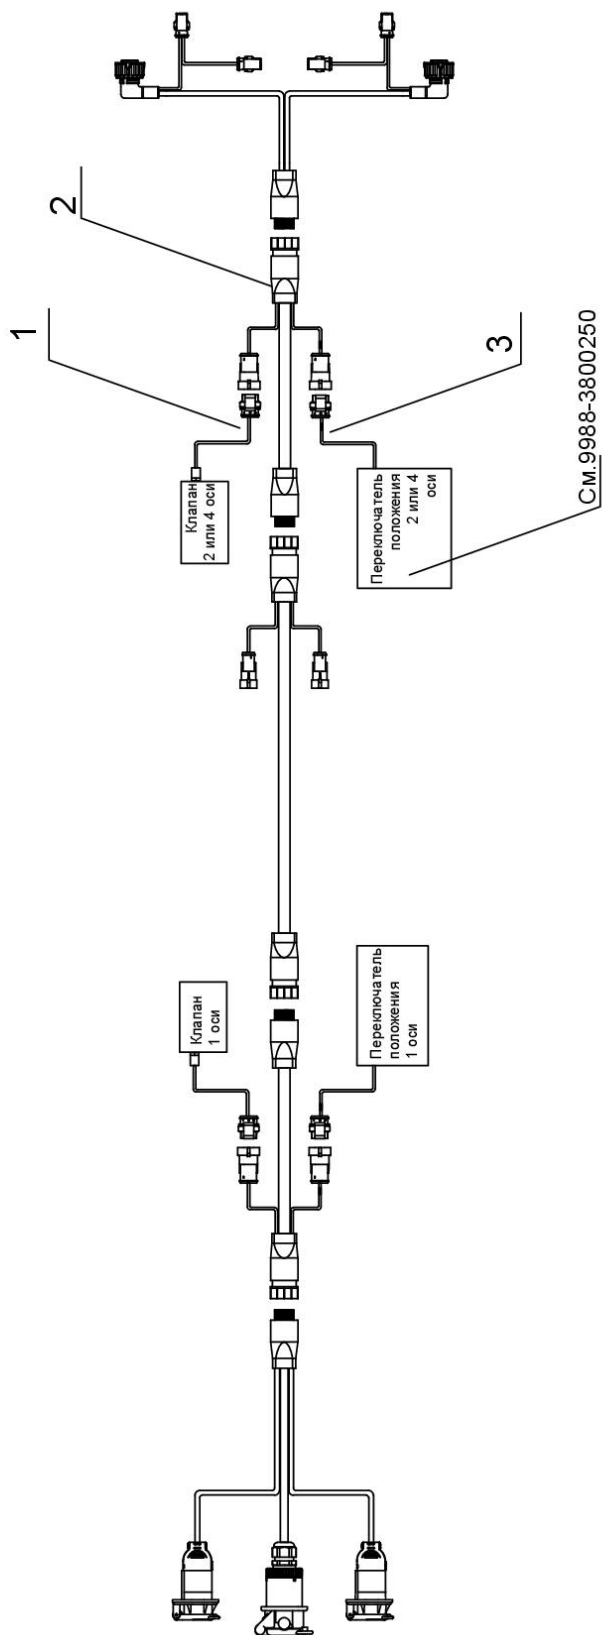 1
2
3
Клапан
2 или 4 оси
Переключатель
положения
2 или 4
оси
См.9988-3800250
Клапан
1 оси
Переключатель
положения
1 оси